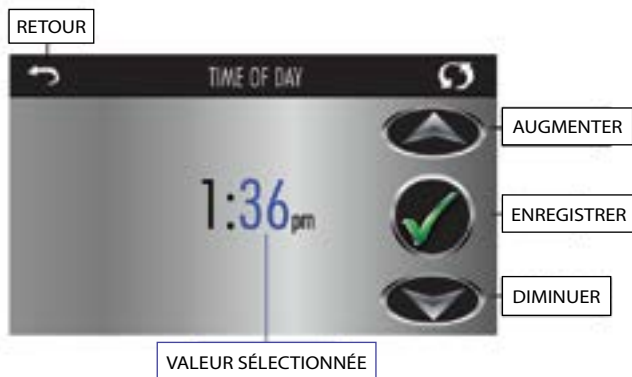 RETOUR
TIME OF DAY
AUGMENTER
1:36pm
ENREGISTRER
DIMINUER
VALEUR SÉLECTIONNÉE